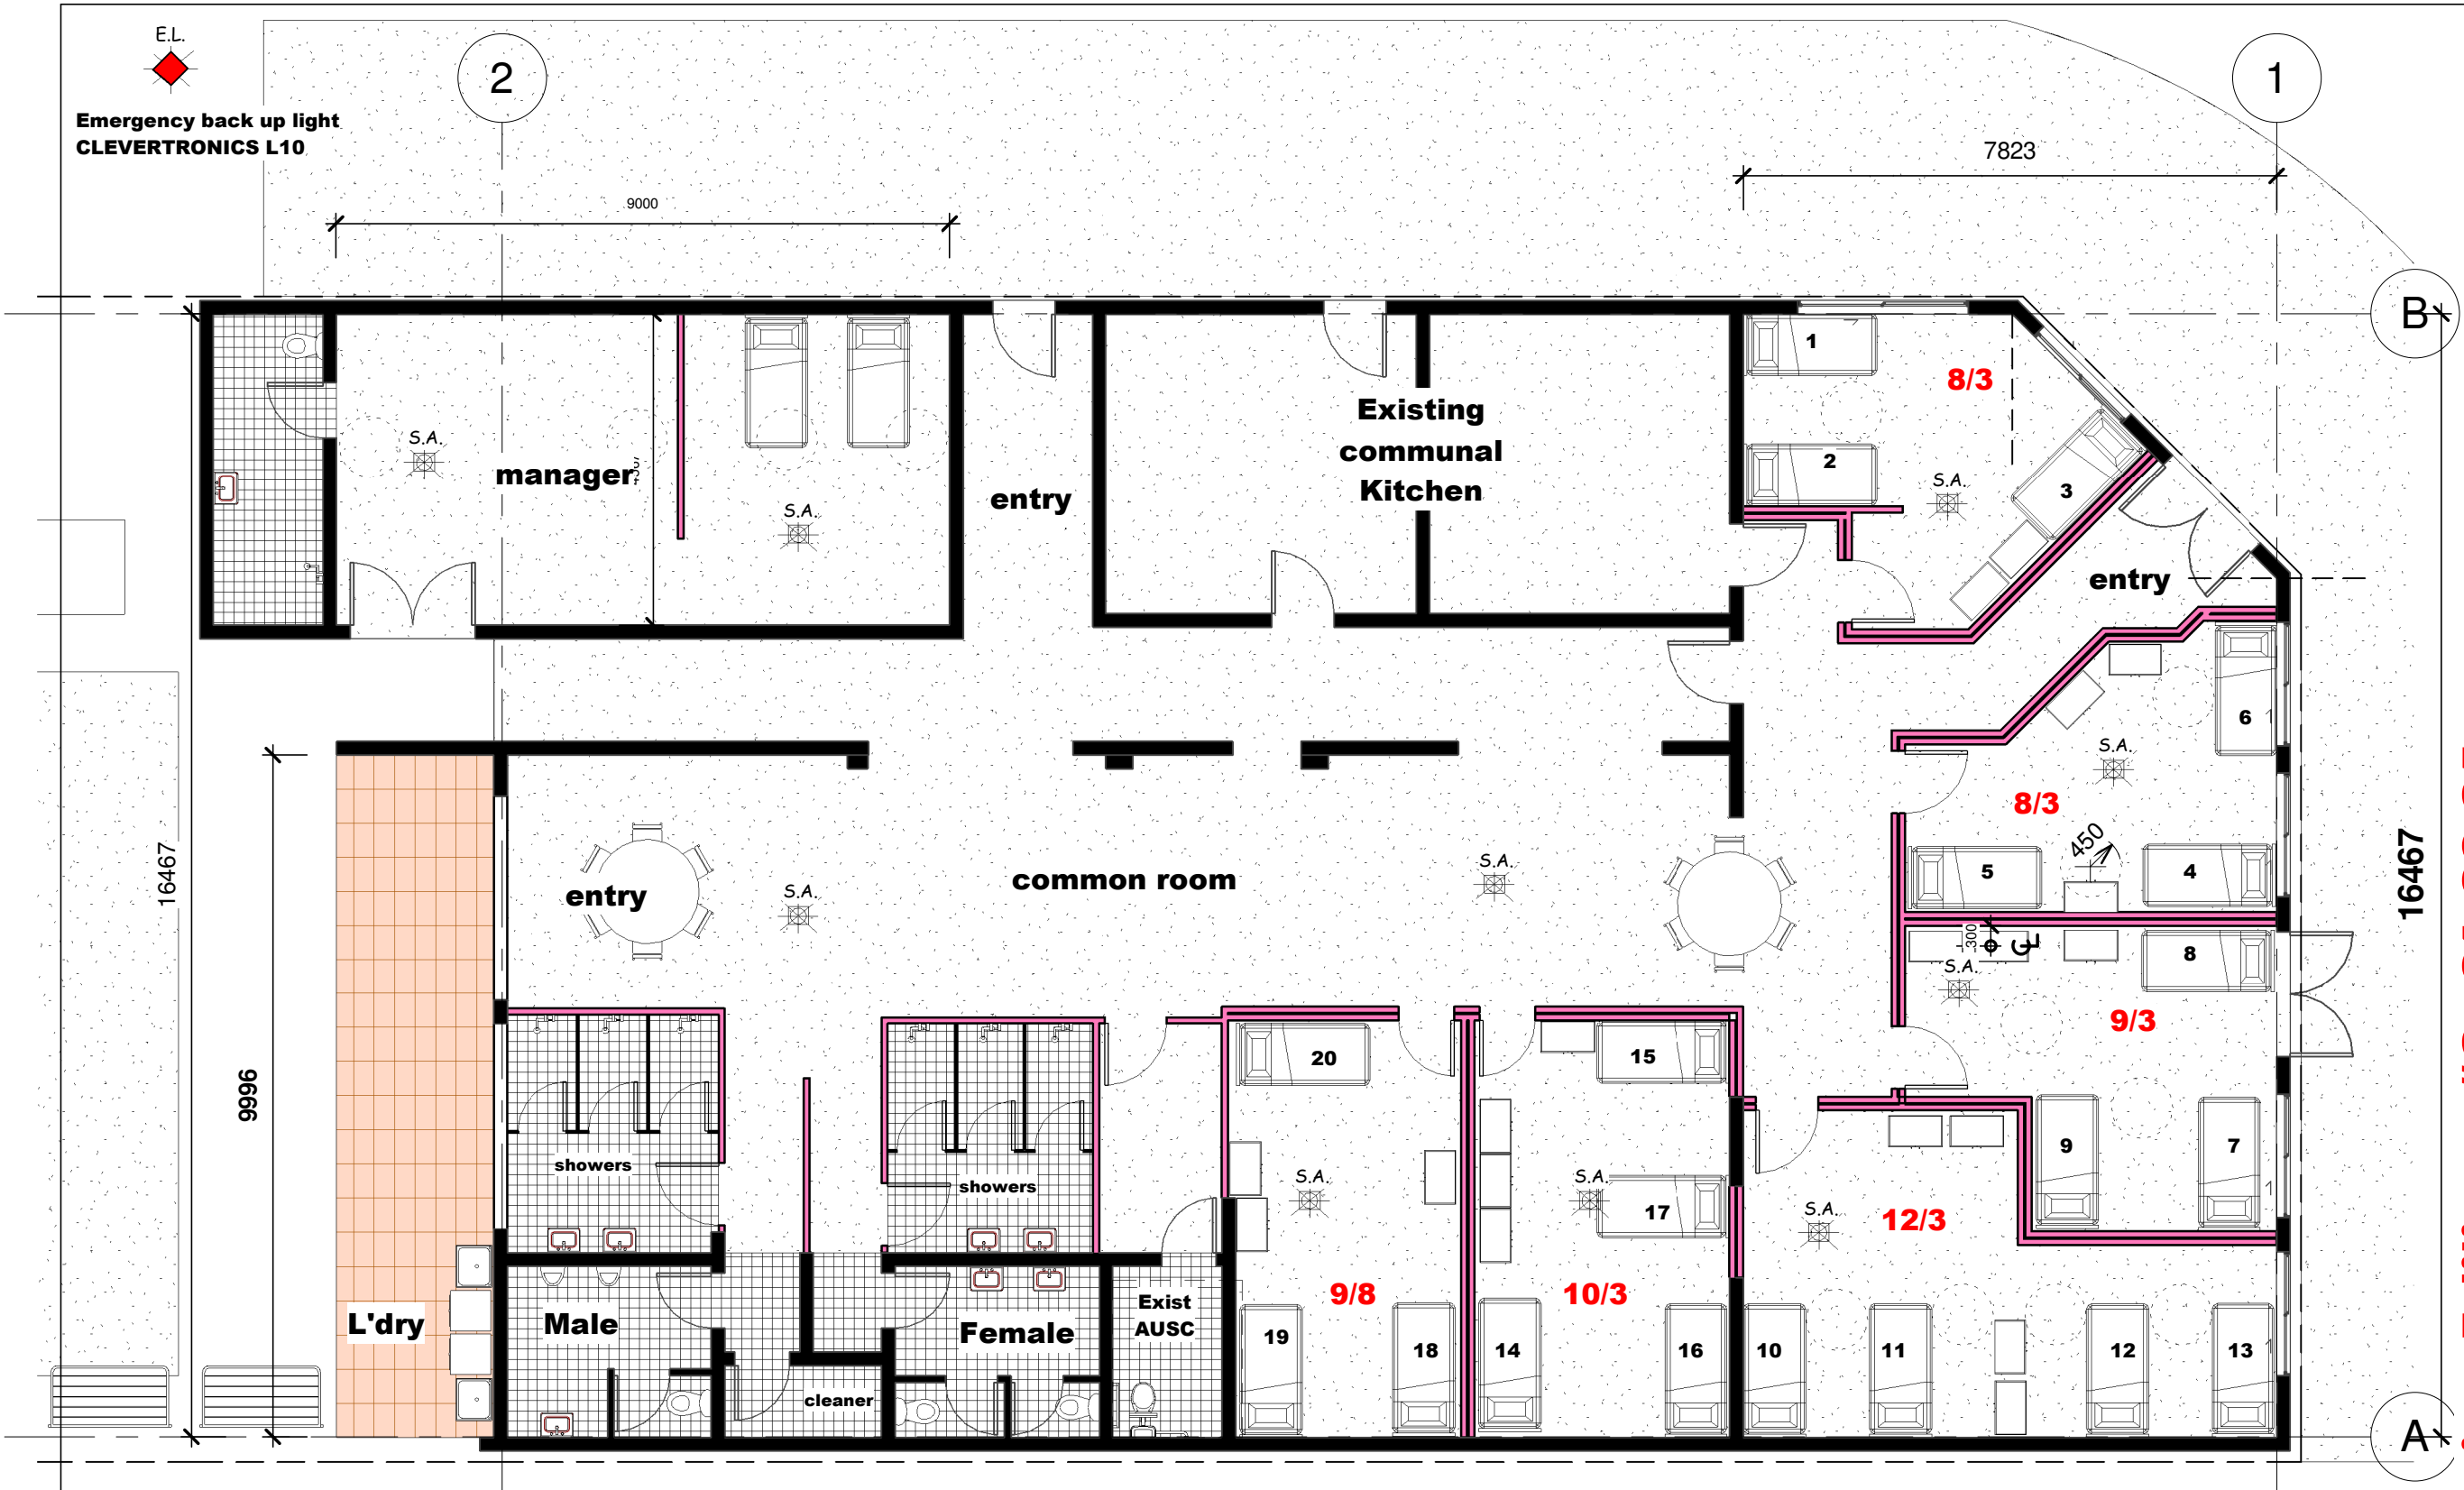 E.L.
Emergency back up light
CLEVERTRONICS L10
2
1
7823
9000
B
1
8/3
2
3
S.A.
Existing
communal
Kitchen
S.A.
manager
S.A.
entry
entry
6
S.A.
8/3
450
5
4
16467
16467
entry
S.A.
common room
S.A.
300
CL
S.A.
8
9/3
9996
20
15
9
7
showers
showers
S.A.
S.A.
17
S.A.
12/3
L'dry
Male
Female
Exist
AUSC
9/8
10/3
19
18
14
16
10
11
12
13
cleaner
A